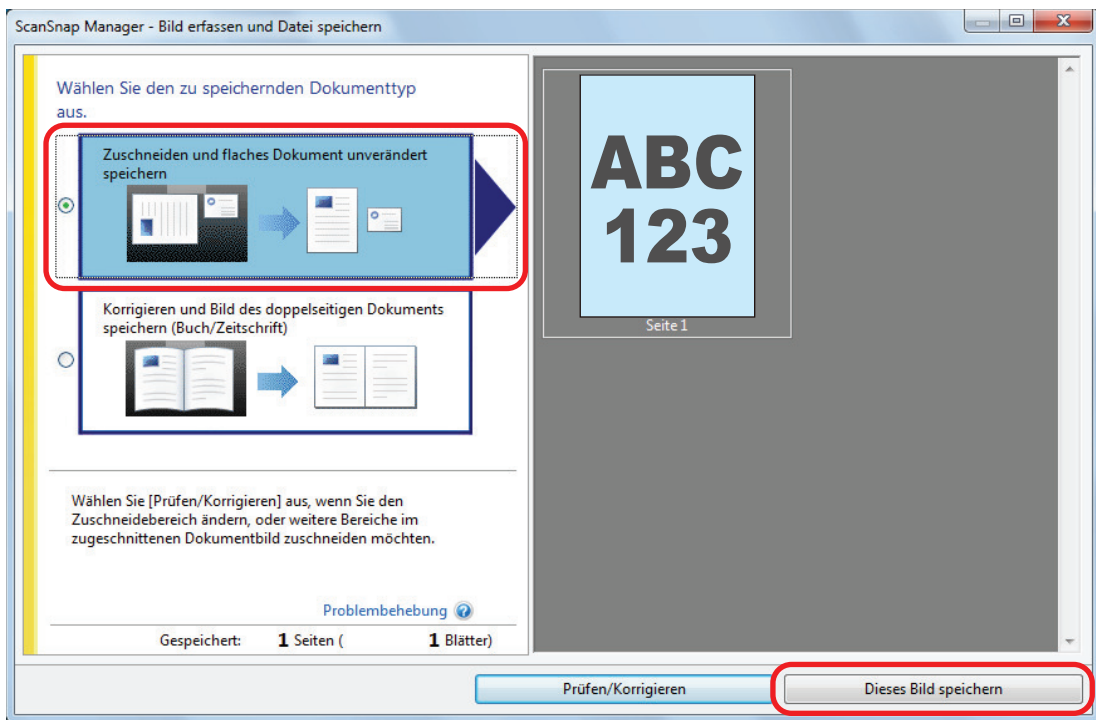 ScanSnap Manager - Bild erfassen und Datei speichern
Wählen Sie den zu speichernden Dokumenttyp
aus.
Zuschneiden und flaches Dokument unverändert
speichern
Korrigieren und Bild des doppelseitigen Dokuments
speichern (Buch/Zeitschrift)
Wählen Sie [Prüfen/Korrigieren] aus, wenn Sie den
Zuschneidebereich ändern, oder weitere Bereiche im
zugeschnittenen Dokumentbild zuschneiden möchten.
Problembehebung ?
Gespeichert: 1 Seiten ( 1 Blätter)
ABC
123
Seite 1
Prüfen/Korrigieren
Dieses Bild speichern